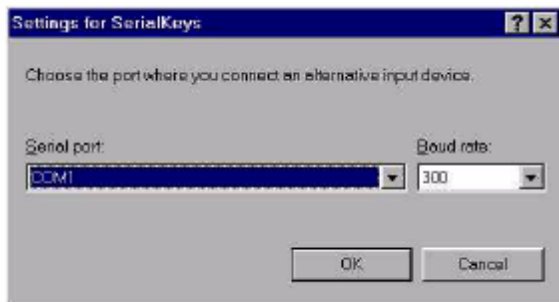 Settings for SerialKeys
Choose the port where you connect an alternative input device.
Serial port: Baud rate:
COM1 300
OK Cancel